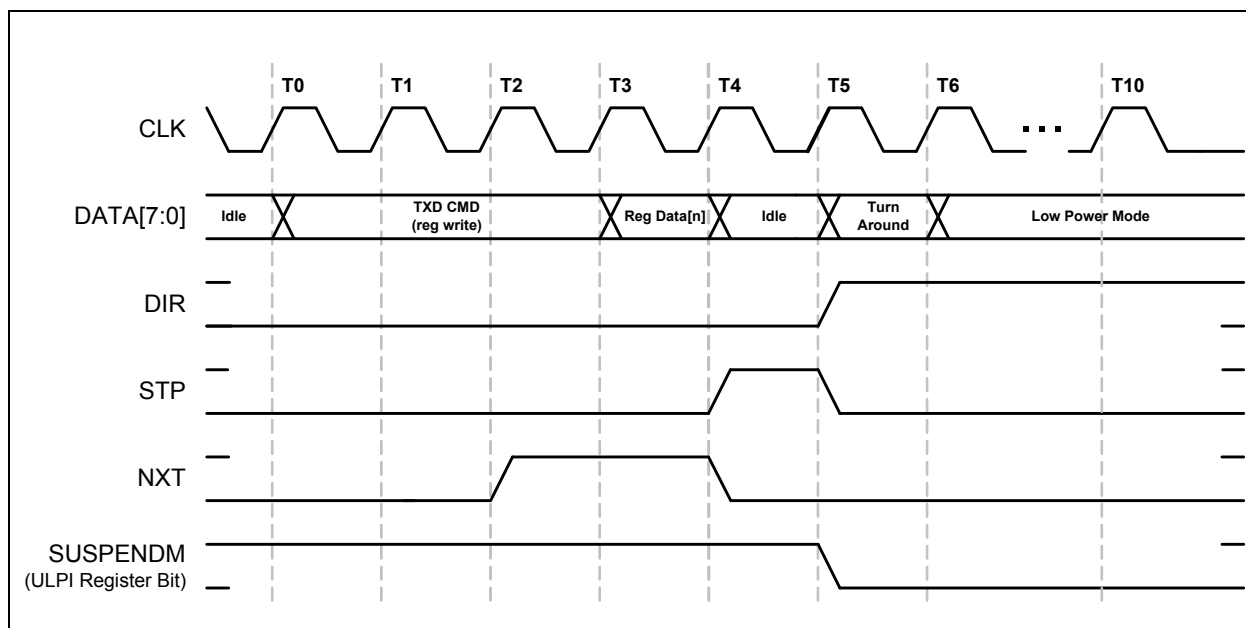 T0 T1 T2 T3 T4 T5 T6 T10
CLK
...
DATA[7:0] Idle TXD CMD Reg Data[n] Idle Turn Low Power Mode
(reg write) Around
DIR
STP
NXT
SUSPENDM
(ULPI Register Bit)